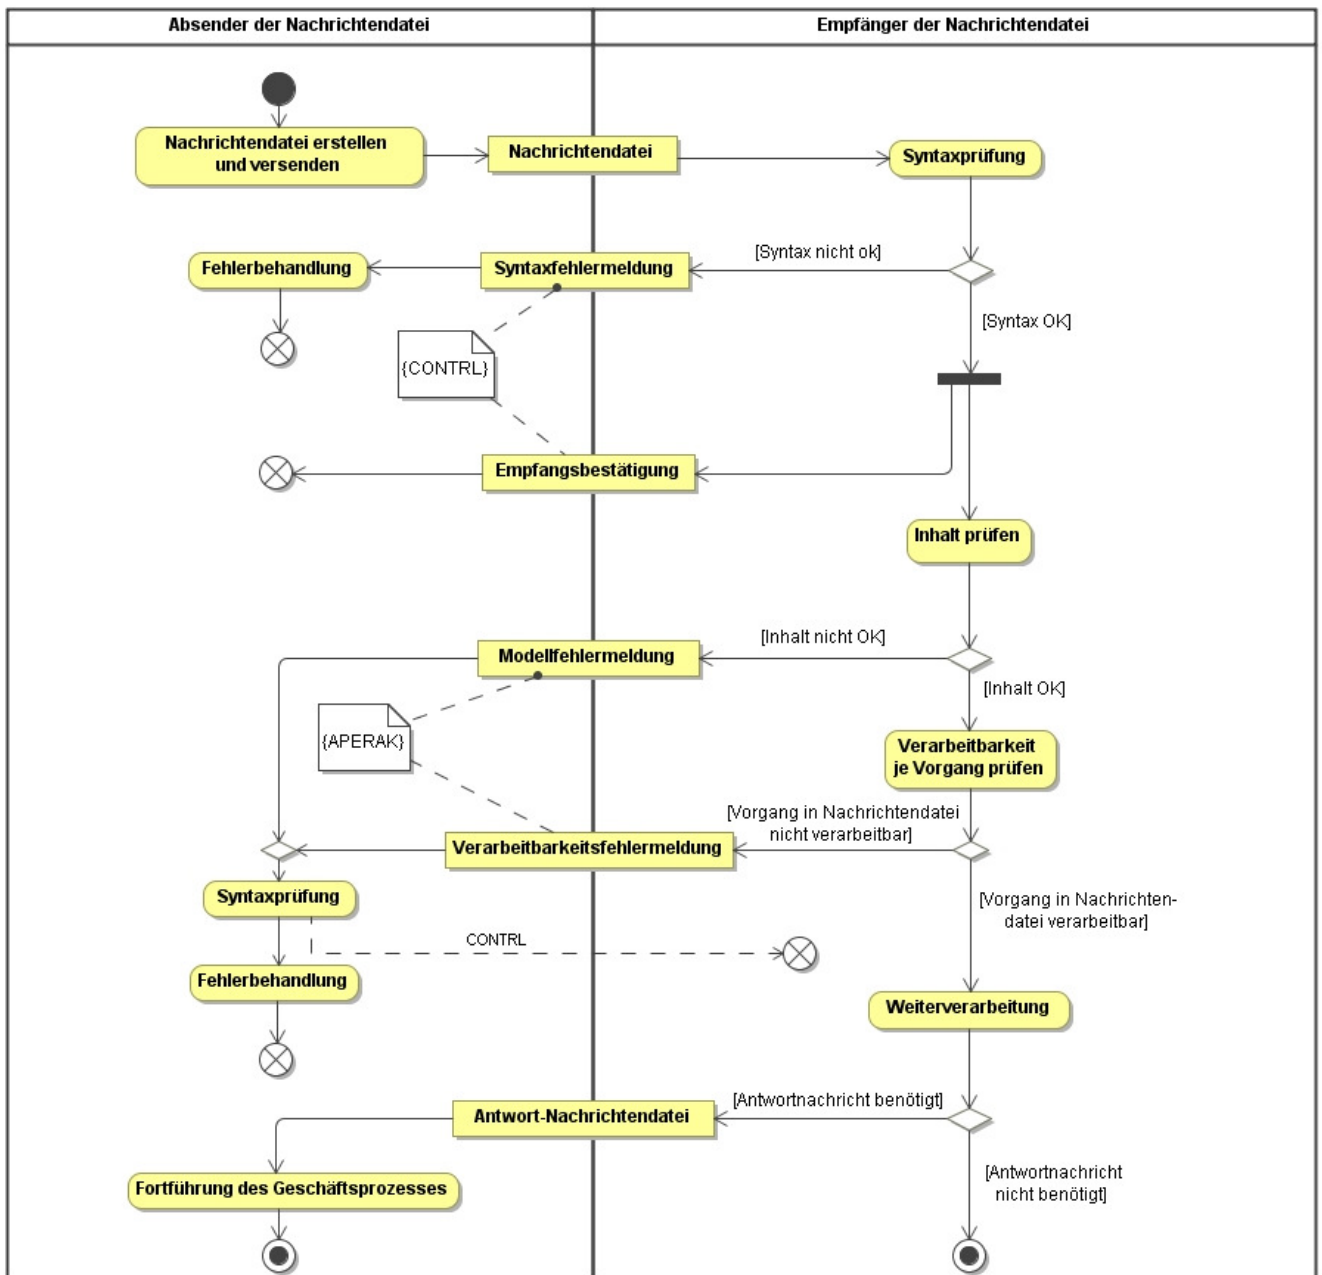 Absender der Nachrichtendatei
Empfänger der Nachrichtendatei
Nachrichtendatei erstellen
und versenden
Nachrichtendatei
Syntaxprüfung
[Syntax nicht ok]
Fehlerbehandlung
Syntaxfehlermeldung
[Syntax OK]
{CONTRL}
Empfangsbestätigung
Inhalt prüfen
[Inhalt nicht OK]
Modellfehlermeldung
[Inhalt OK]
{APERAK}
Verarbeitbarkeit
je Vorgang prüfen
[Vorgang in Nachrichtendatei
nicht verarbeitbar]
Verarbeitbarkeitsfehlermeldung
Syntaxprüfung
[Vorgang in Nachrichten-
datei verarbeitbar]
CONTRL
Fehlerbehandlung
Weiterverarbeitung
[Antwortnachricht benötigt]
Antwort-Nachrichtendatei
[Antwortnachricht
nicht benötigt]
Fortführung des Geschäftsprozesses